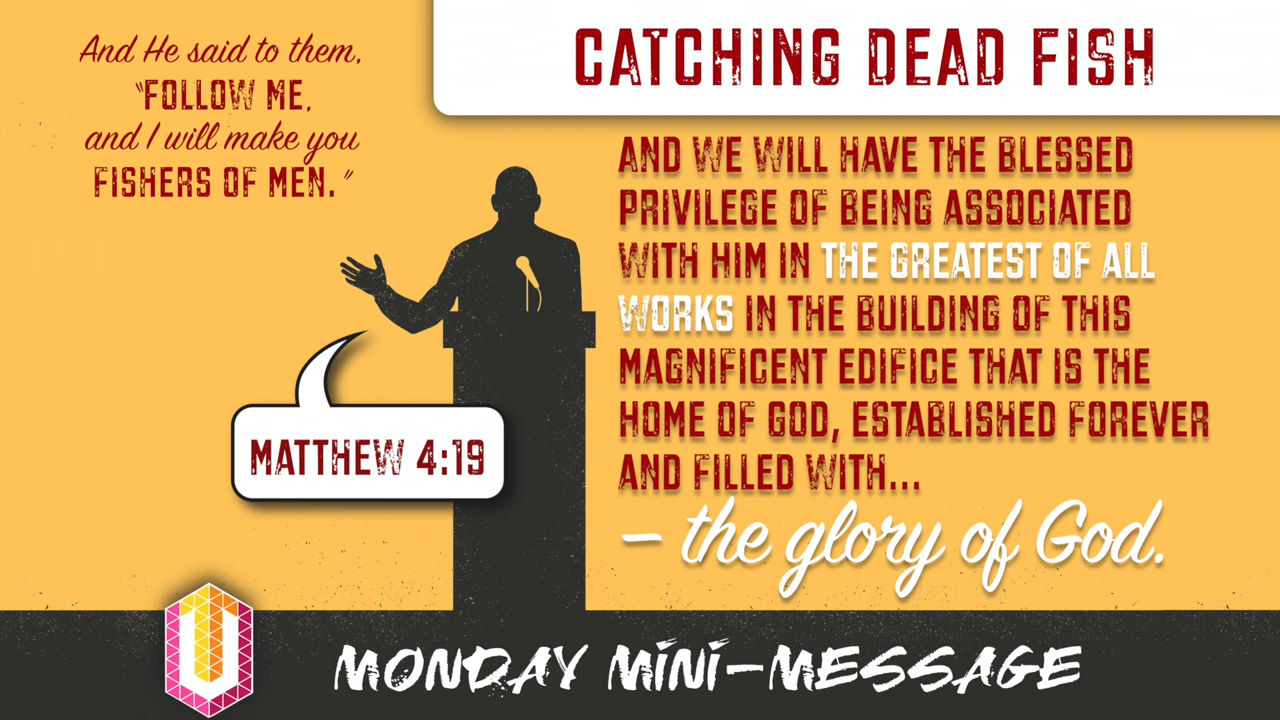 And He said to them,
“FOLLOW ME,
and I will make you
FISHERS OF MEN.”
CATCHING DEAD FISH
AND WE WILL HAVE THE BLESSED
PRIVILEGE OF BEING ASSOCIATED
WITH HIM IN THE GREATEST OF ALL
WORKS IN THE BUILDING OF THIS
MAGNIFICENT EDIFICE THAT IS THE
HOME OF GOD, ESTABLISHED FOREVER
AND FILLED WITH...
– the glory of God.
MATTHEW 4:19
U
MONDAY MINI-MESSAGE